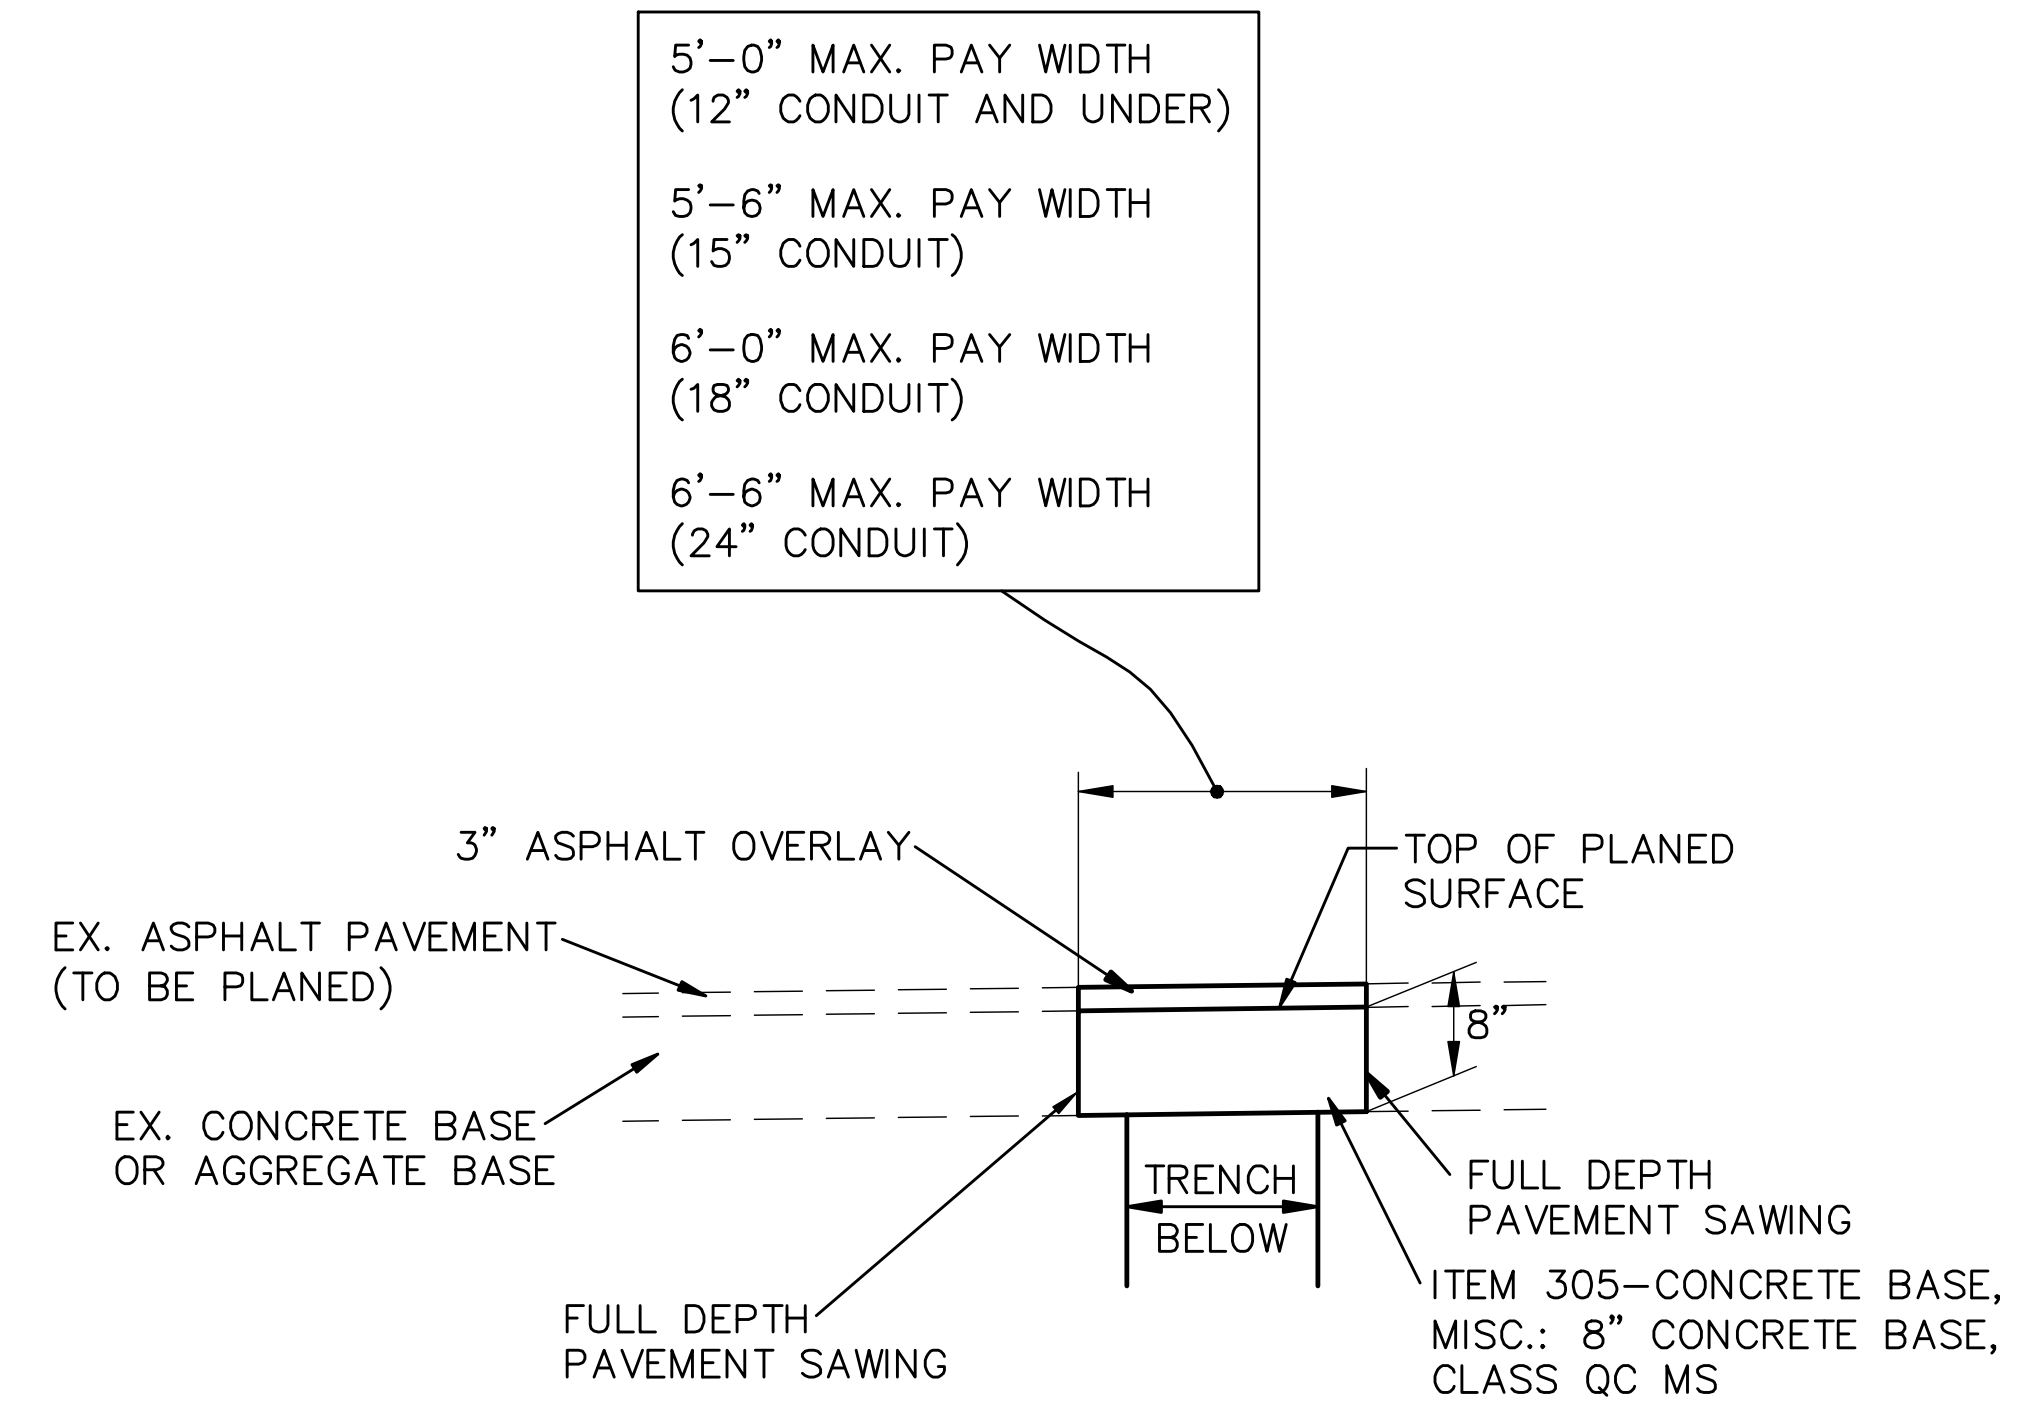 5'-0" MAX. PAY WIDTH
(12" CONDUIT AND UNDER)
5'-6" MAX. PAY WIDTH
(15" CONDUIT)
6'-0" MAX. PAY WIDTH
(18" CONDUIT)
6'-6" MAX. PAY WIDTH
(24" CONDUIT)
3" ASPHALT OVERLAY
TOP OF PLANED
SURFACE
EX. ASPHALT PAVEMENT
(TO BE PLANED)
8"
EX. CONCRETE BASE
OR AGGREGATE BASE
TRENCH
BELOW
FULL DEPTH
PAVEMENT SAWING
ITEM 305-CONCRETE BASE,
MISC.: 8" CONCRETE BASE,
CLASS QC MS
FULL DEPTH
PAVEMENT SAWING